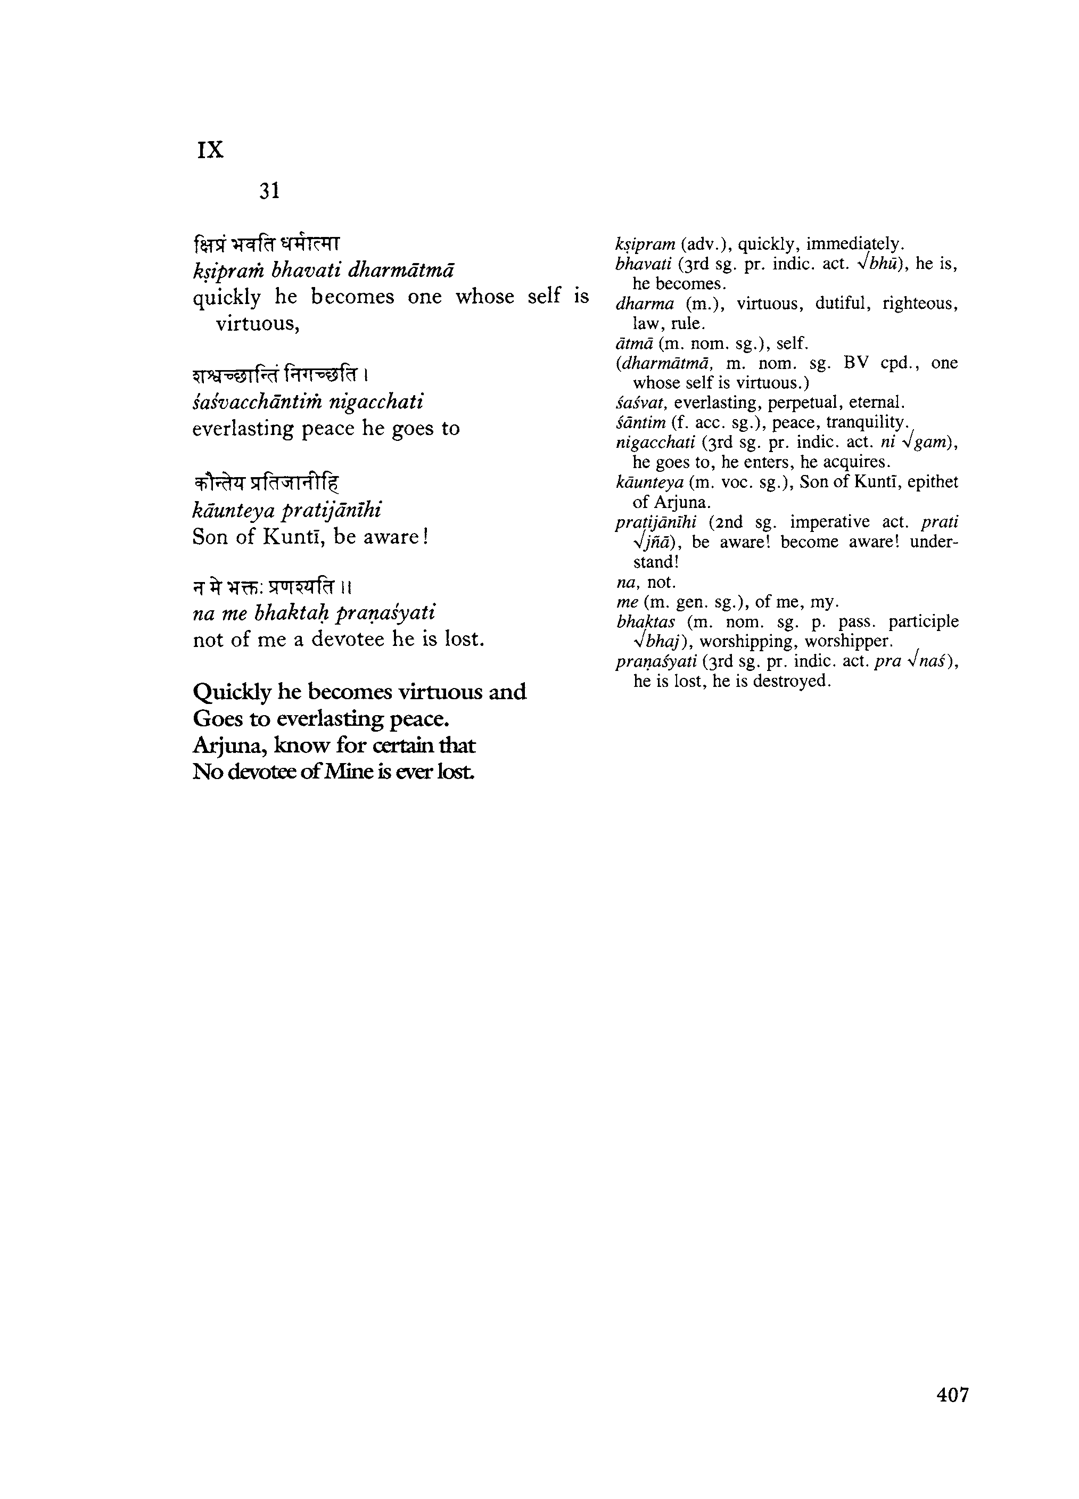 IX
31
क्षिप्रं भवति धर्मात्मा
kṣipraṁ bhavati dharmātmā
quickly he becomes one whose self is
virtuous,
शश्वच्छान्तिं निगच्छति ।
śaśvacchāntiṁ nigacchati
everlasting peace he goes to
कौन्तेय प्रतिजानीहि
kāunteya pratijānīhi
Son of Kuntī, be aware!
न मे भक्तः प्रणश्यति ॥
na me bhaktaḥ praṇaśyati
not of me a devotee he is lost.
Quickly he becomes virtuous and
Goes to everlasting peace.
Arjuna, know for certain that
No devotee of Mine is ever lost.
kṣipram (adv.), quickly, immediately.
bhavati (3rd sg. pr. indic. act. √bhū), he is,
he becomes.
dharma (m.), virtuous, dutiful, righteous,
law, rule.
ātmā (m. nom. sg.), self.
(dharmātmā, m. nom. sg. BV cpd., one
whose self is virtuous.)
śaśvat, everlasting, perpetual, eternal.
śāntim (f. acc. sg.), peace, tranquility.
nigacchati (3rd sg. pr. indic. act. ni √gam),
he goes to, he enters, he acquires.
kāunteya (m. voc. sg.), Son of Kuntī, epithet
of Arjuna.
pratijānīhi (2nd sg. imperative act. prati
√jñā), be aware! become aware! under-
stand!
na, not.
me (m. gen. sg.), of me, my.
bhaktas (m. nom. sg. p. pass. participle
√bhaj), worshipping, worshipper.
praṇaśyati (3rd sg. pr. indic. act. pra √naś),
he is lost, he is destroyed.
407